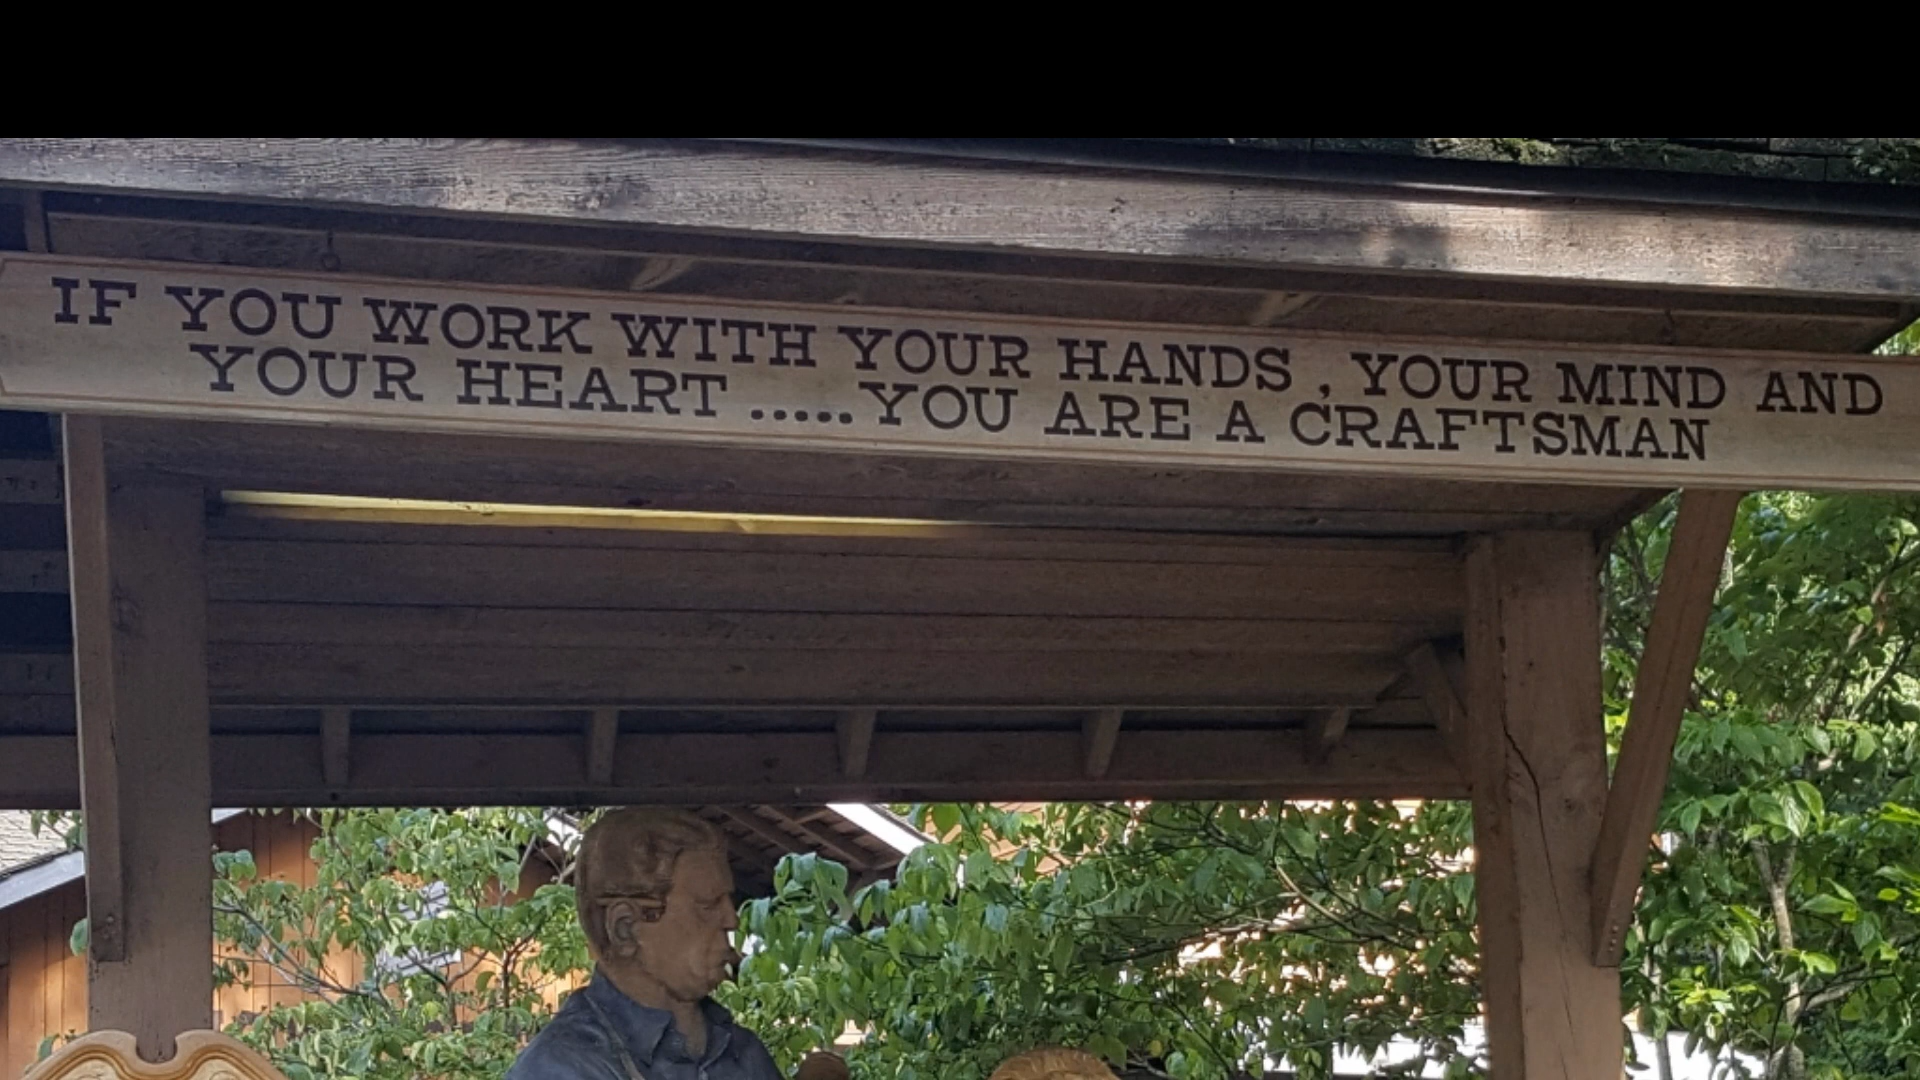 IF YOU WORK WITH YOUR HANDS , YOUR MIND AND
YOUR HEART ..... YOU ARE A CRAFTSMAN